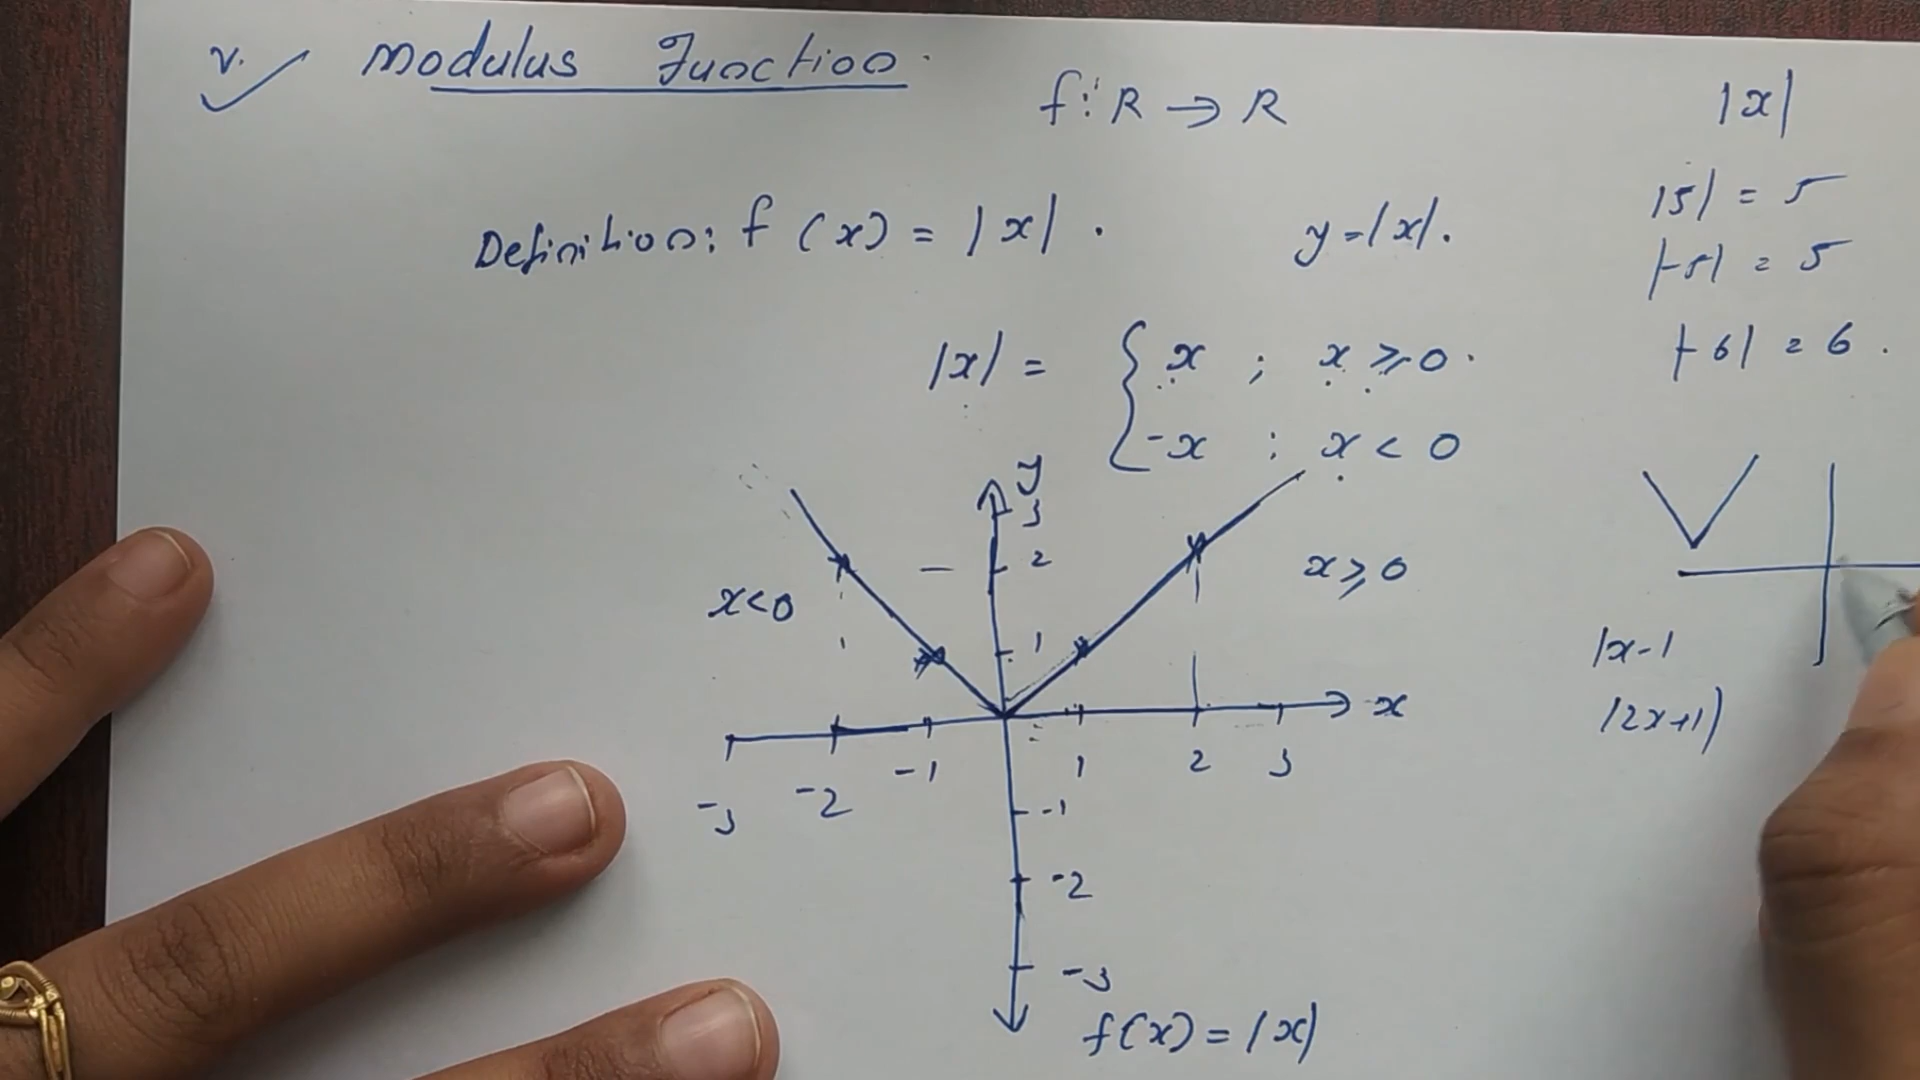 v. Modulus Function.
f: R → R
Definition: f(x) = |x|.
y = |x|.
|x| = { x ; x ≥ 0.
-x : x < 0
|x|
|5| = 5
|-5| = 5
|-6| = 6.
y
3
2
1
x<0
x≥0
x
-3 -2 -1 1 2 3
-1
-2
-3
f(x) = |x|
|x-1
|2x+1|